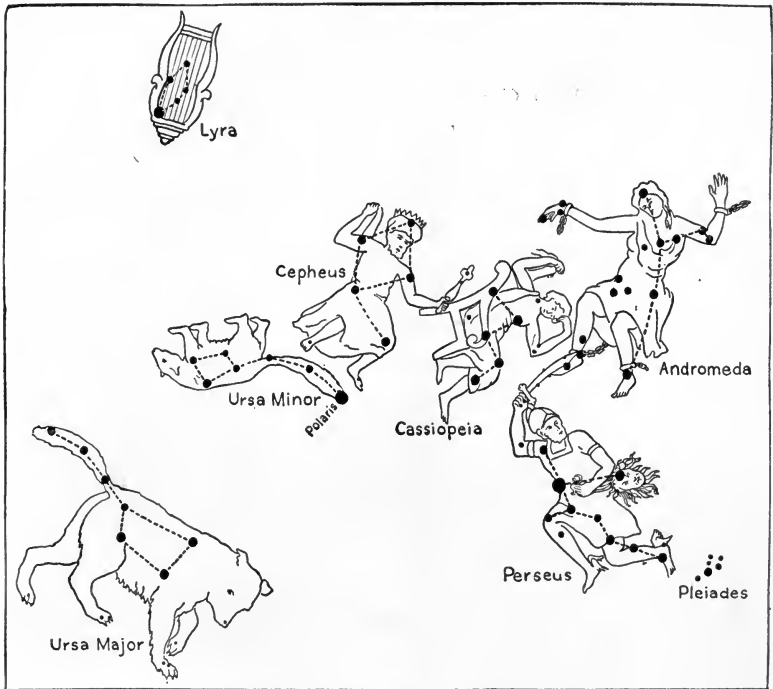 Lyra
Cepheus
Ursa Minor
Polaris
Cassiopeia
Andromeda
Perseus
Pleiades
Ursa Major